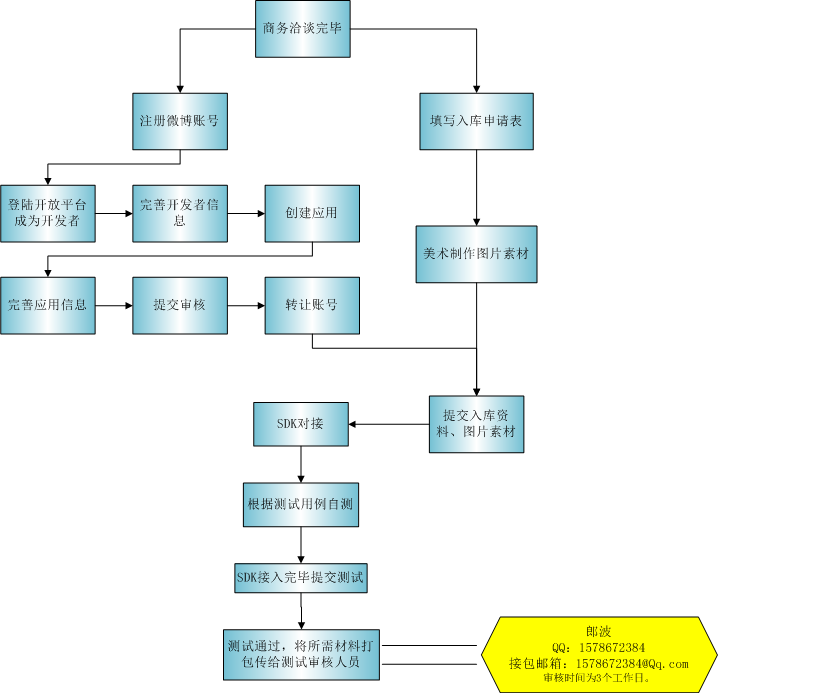 商务洽谈完毕
注册微博账号
填写入库申请表
登陆开放平台
成为开发者
完善开发者信
息
创建应用
美术制作图片素材
完善应用信息
提交审核
转让账号
提交入库资
料、图片素材
SDK对接
根据测试用例自测
SDK接入完毕提交测试
测试通过，将所需材料打
包传给测试审核人员
郎波
QQ：1578672384
接包邮箱：1578672384@Qq.com
审核时间为3个工作日。